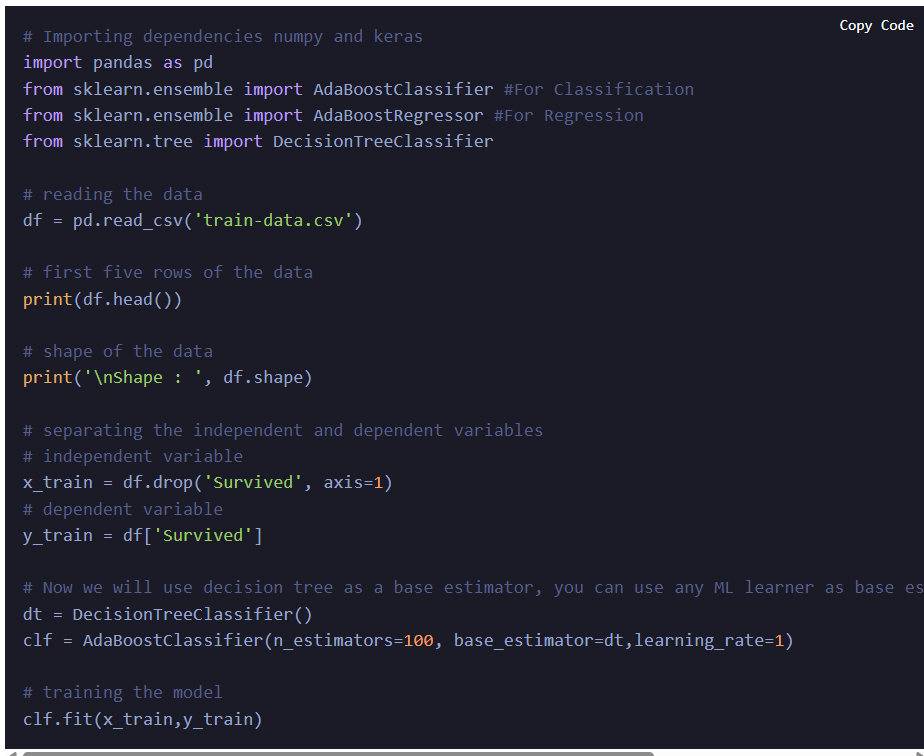 Copy Code
# Importing dependencies numpy and keras
import pandas as pd
from sklearn.ensemble import AdaBoostClassifier #For Classification
from sklearn.ensemble import AdaBoostRegressor #For Regression
from sklearn.tree import DecisionTreeClassifier
# reading the data
df = pd.read_csv('train-data.csv')
# first five rows of the data
print(df.head())
# shape of the data
print('\nShape : ', df.shape)
# separating the independent and dependent variables
# independent variable
x_train = df.drop('Survived', axis=1)
# dependent variable
y_train = df['Survived']
# Now we will use decision tree as a base estimator, you can use any ML learner as base es
dt = DecisionTreeClassifier()
clf = AdaBoostClassifier(n_estimators=100, base_estimator=dt,learning_rate=1)
# training the model
clf.fit(x_train,y_train)